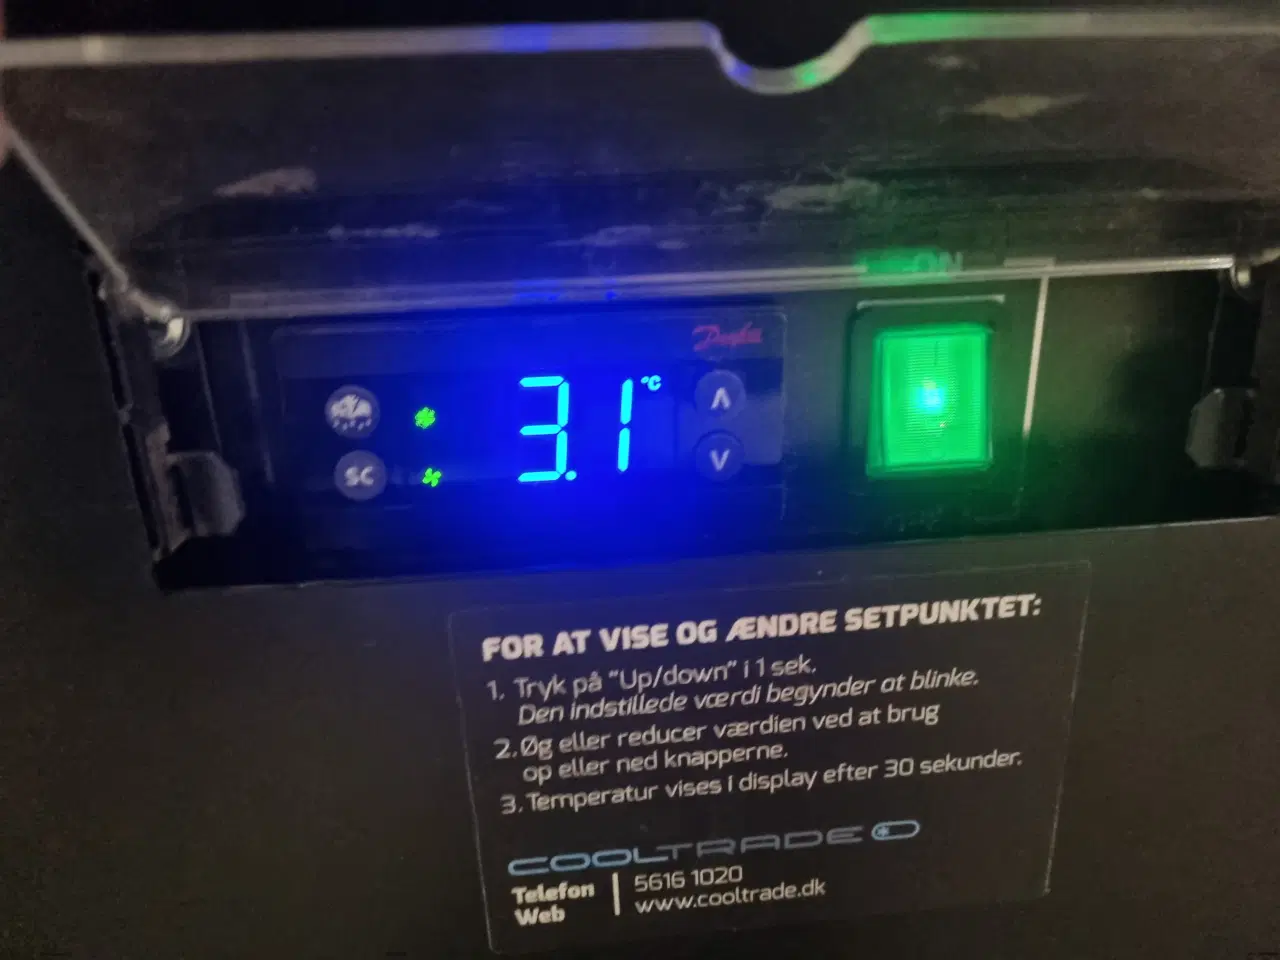 ON
Danfoss
3.1 °C
SC
FOR AT VISE OG ÆNDRE SETPUNKTET:
1. Tryk på "Up/down" i 1 sek.
Den indstillede værdi begynder at blinke.
2. Øg eller reducer værdien ved at brug
op eller ned knapperne.
3. Temperatur vises i display efter 30 sekunder.
COOLTRADE
Telefon | 5616 1020
Web | www.cooltrade.dk